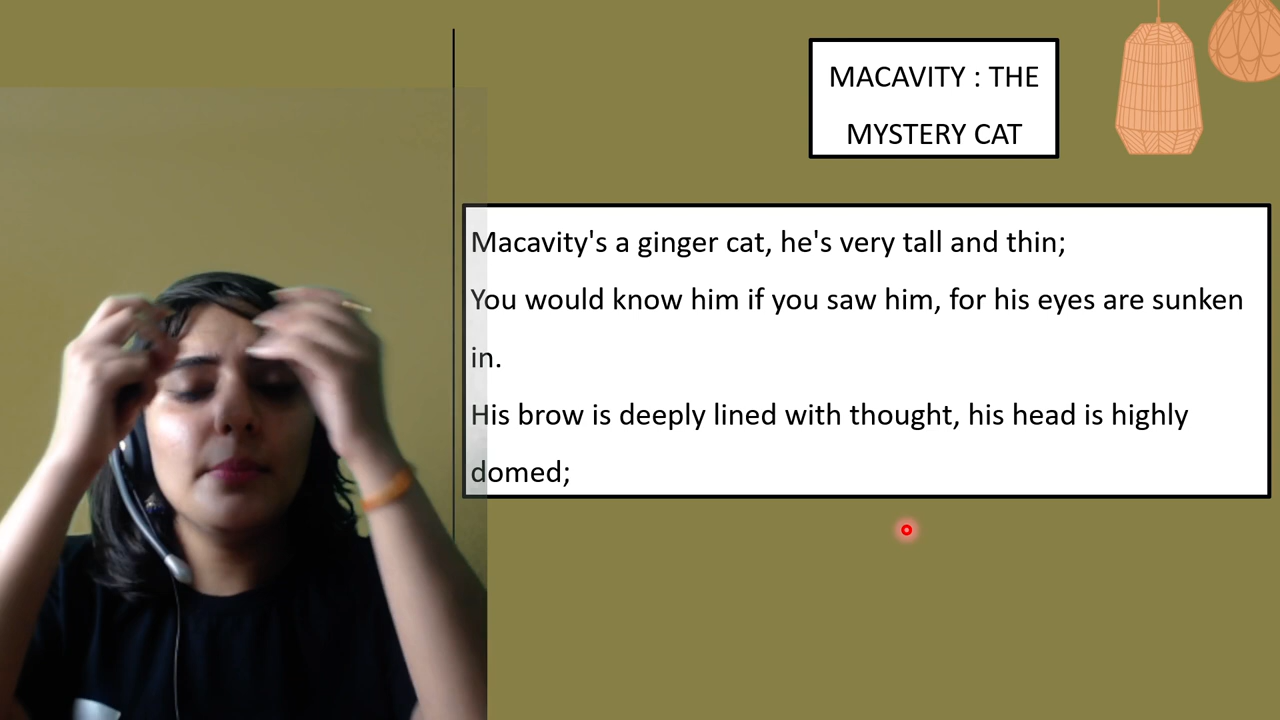 MACAVITY : THE
MYSTERY CAT
Macavity's a ginger cat, he's very tall and thin;
You would know him if you saw him, for his eyes are sunken
in.
His brow is deeply lined with thought, his head is highly
domed;